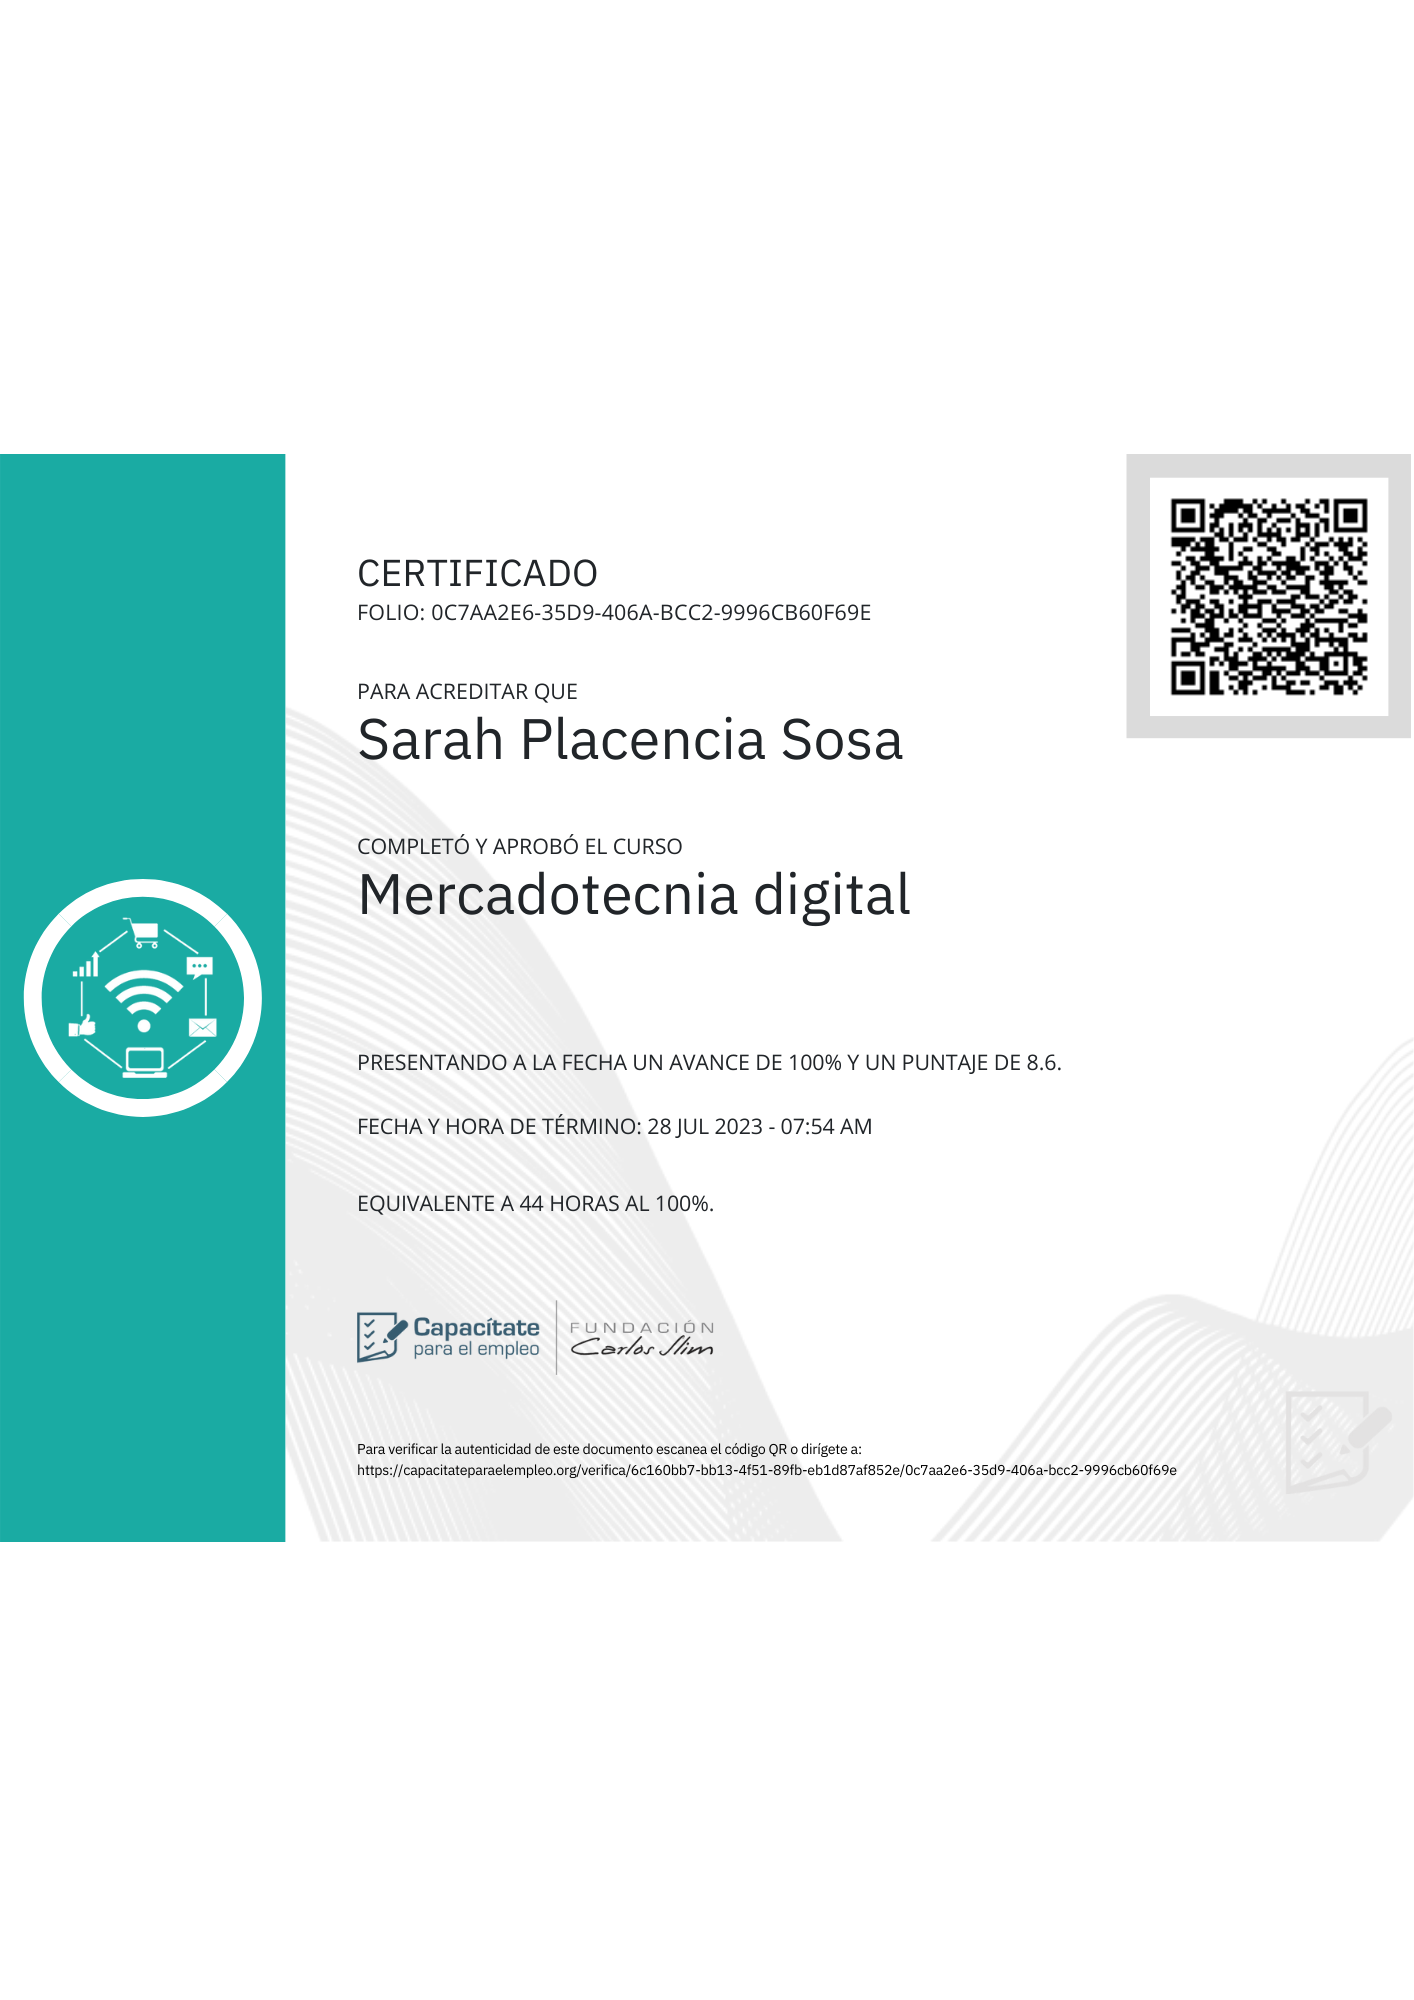 CERTIFICADO
FOLIO: 0C7AA2E6-35D9-406A-BCC2-9996CB60F69E
PARA ACREDITAR QUE
Sarah Placencia Sosa
COMPLETÓ Y APROBÓ EL CURSO
Mercadotecnia digital
PRESENTANDO A LA FECHA UN AVANCE DE 100% Y UN PUNTAJE DE 8.6.
FECHA Y HORA DE TÉRMINO: 28 JUL 2023 - 07:54 AM
EQUIVALENTE A 44 HORAS AL 100%.
Capacítate
para el empleo
FUNDACIÓN
Carlos Slim
Para verificar la autenticidad de este documento escanea el código QR o dirígete a:
https://capacitateparaelempleo.org/verifica/6c160bb7-bb13-4f51-89fb-eb1d87af852e/0c7aa2e6-35d9-406a-bcc2-9996cb60f69e